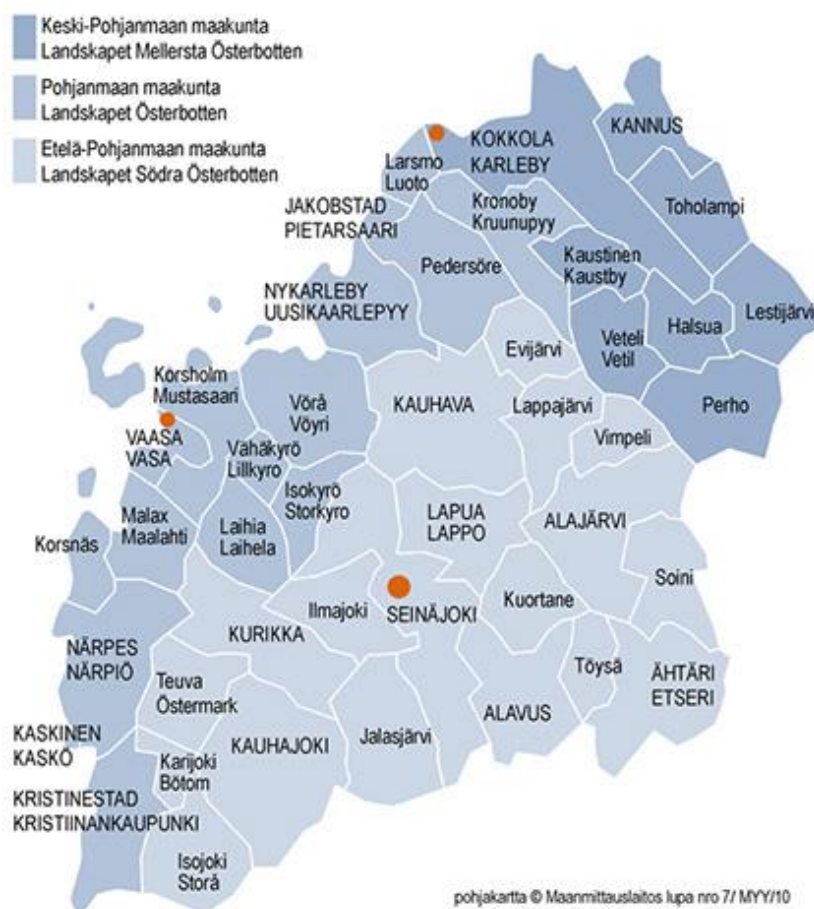 Keski-Pohjanmaan maakunta
Landskapet Mellersta Österbotten
Pohjanmaan maakunta
Landskapet Österbotten
Etelä-Pohjanmaan maakunta
Landskapet Södra Österbotten
KOKKOLA
KARLEBY
KANNUS
Larsmo
Luoto
Kronoby
Kruunupyy
Toholampi
JAKOBSTAD
PIETARSAARI
Pedersöre
Kaustinen
Kaustby
NYKARLEBY
UUSIKAARLEPYY
Lestijärvi
Halsua
Veteli
Vetil
Evijärvi
Korsholm
Mustasaari
Vörå
Vöyri
KAUHAVA
Lappajärvi
Perho
Vimpeli
VAASA
VASA
Vähäkyrö
Lillkyro
Isokyrö
Storkyro
LAPUA
LAPPO
ALAJÄRVI
Malax
Maalahti
Laihia
Laihela
Korsnäs
Soini
Ilmajoki
SEINÄJOKI
Kuortane
KURIKKA
NÄRPES
NÄRPIÖ
Töysä
ÄHTÄRI
ETSERI
Teuva
Östermark
ALAVUS
KASKINEN
KASKÖ
KAUHAJOKI
Jalasjärvi
Karijoki
Bötom
KRISTINESTAD
KRISTIINANKAUPUNKI
Isojoki
Storå
pohjakartta © Maanmittauslaitos lupa nro 7/ MYY/10